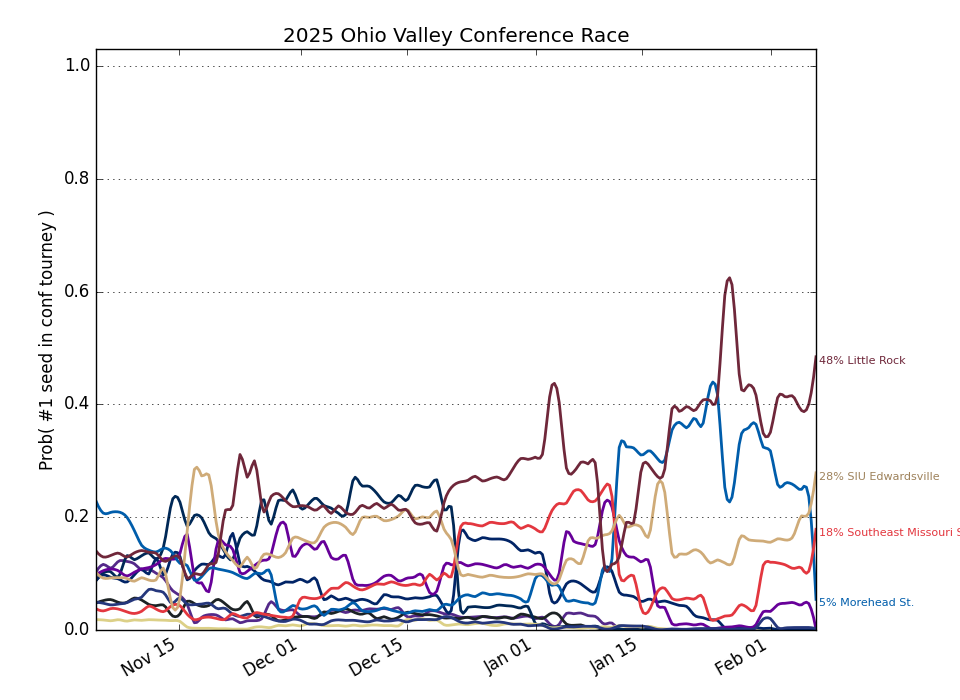 2025 Ohio Valley Conference Race
Prob( #1 seed in conf tourney )
1.0
0.8
0.6
0.4
0.2
0.0
48% Little Rock
28% SIU Edwardsville
18% Southeast Missouri S
5% Morehead St.
Nov 15
Dec 01
Dec 15
Jan 01
Jan 15
Feb 01